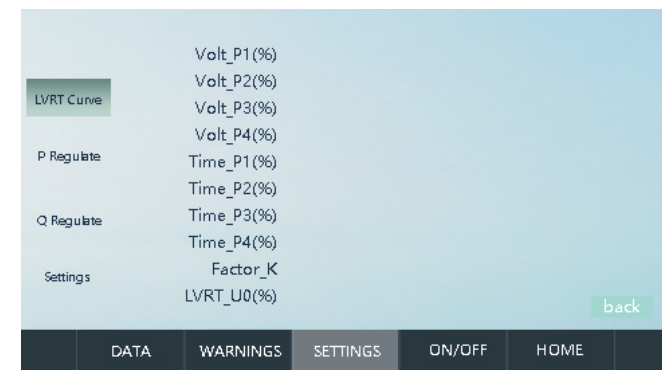 LVRT Curve
P Regulate
Q Regulate
Settings
Volt_P1(%)
Volt_P2(%)
Volt_P3(%)
Volt_P4(%)
Time_P1(%)
Time_P2(%)
Time_P3(%)
Time_P4(%)
Factor_K
LVRT_U0(%)
back
DATA WARNINGS SETTINGS ON/OFF HOME